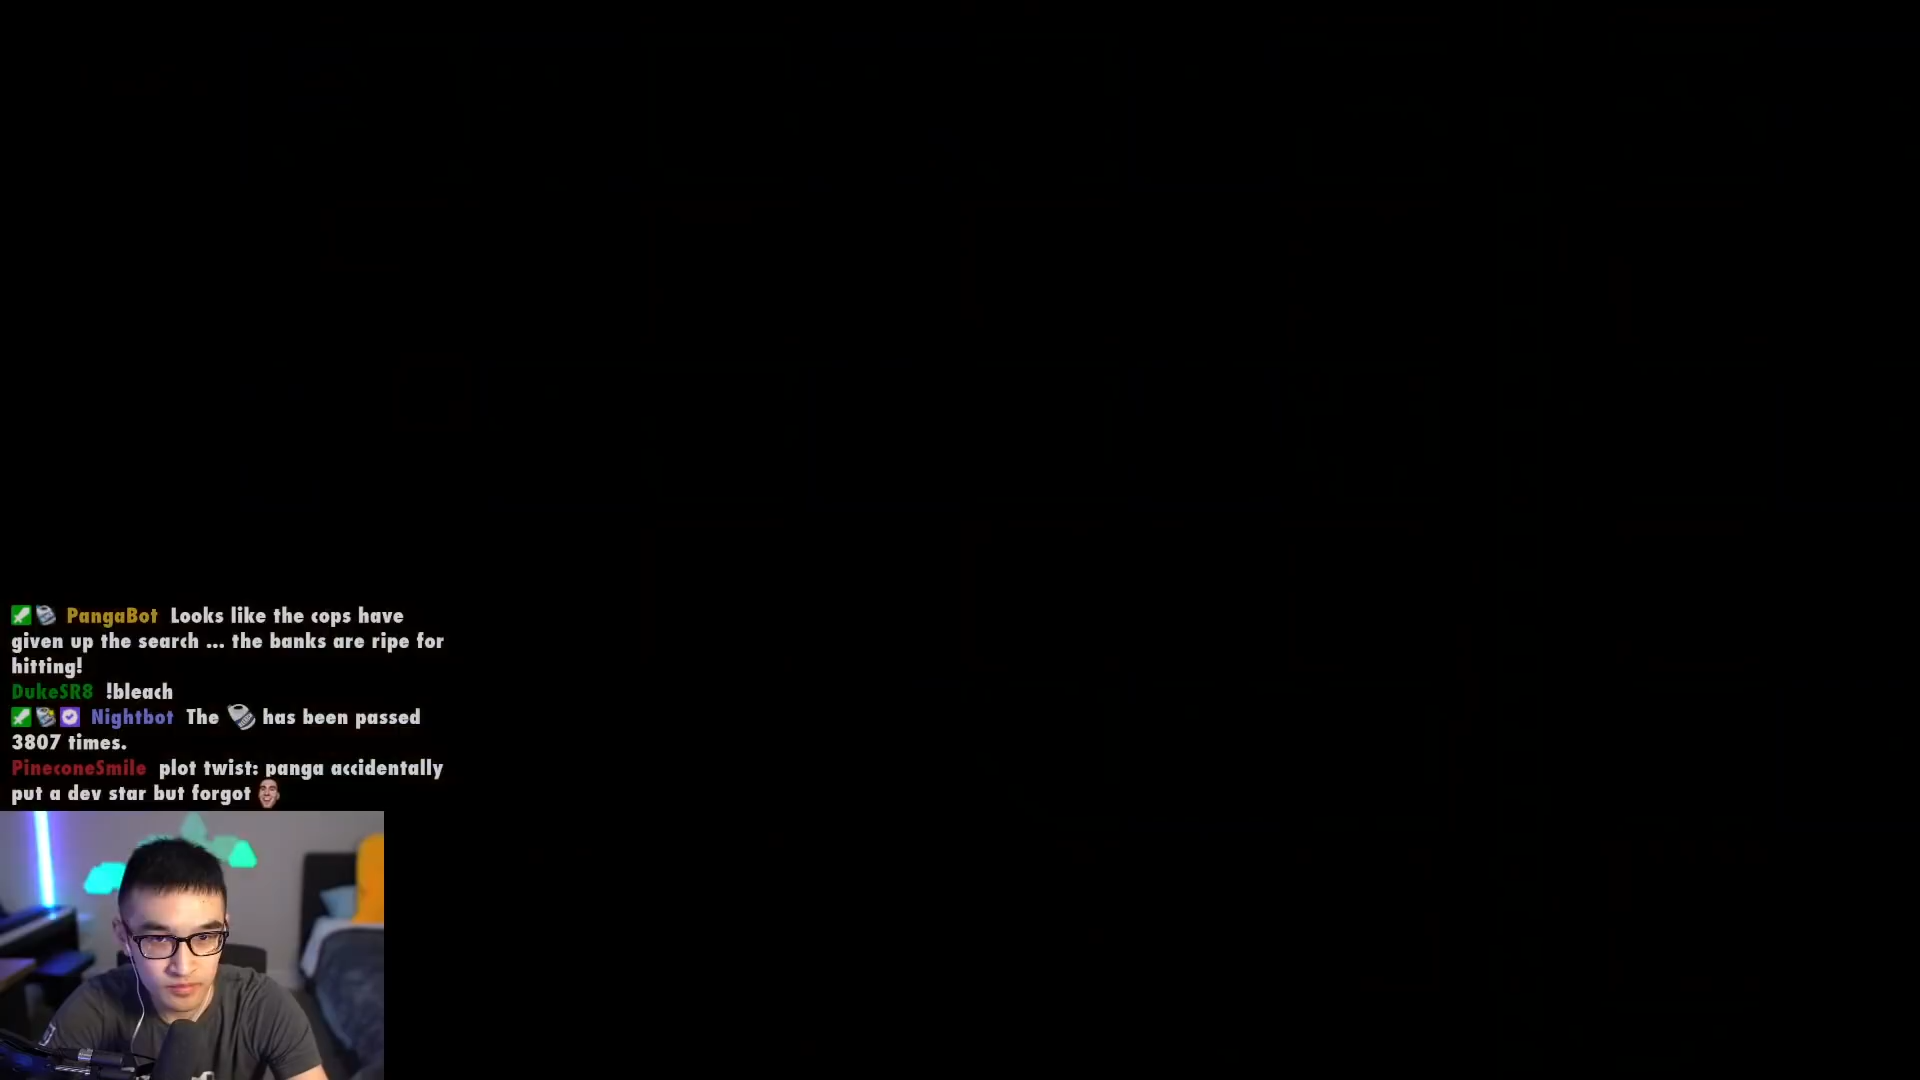 PangaBot Looks like the cops have
given up the search ... the banks are ripe for
hitting!
DukeSR8 !bleach
Nightbot The has been passed
3807 times.
PineconeSmile plot twist: panga accidentally
put a dev star but forgot